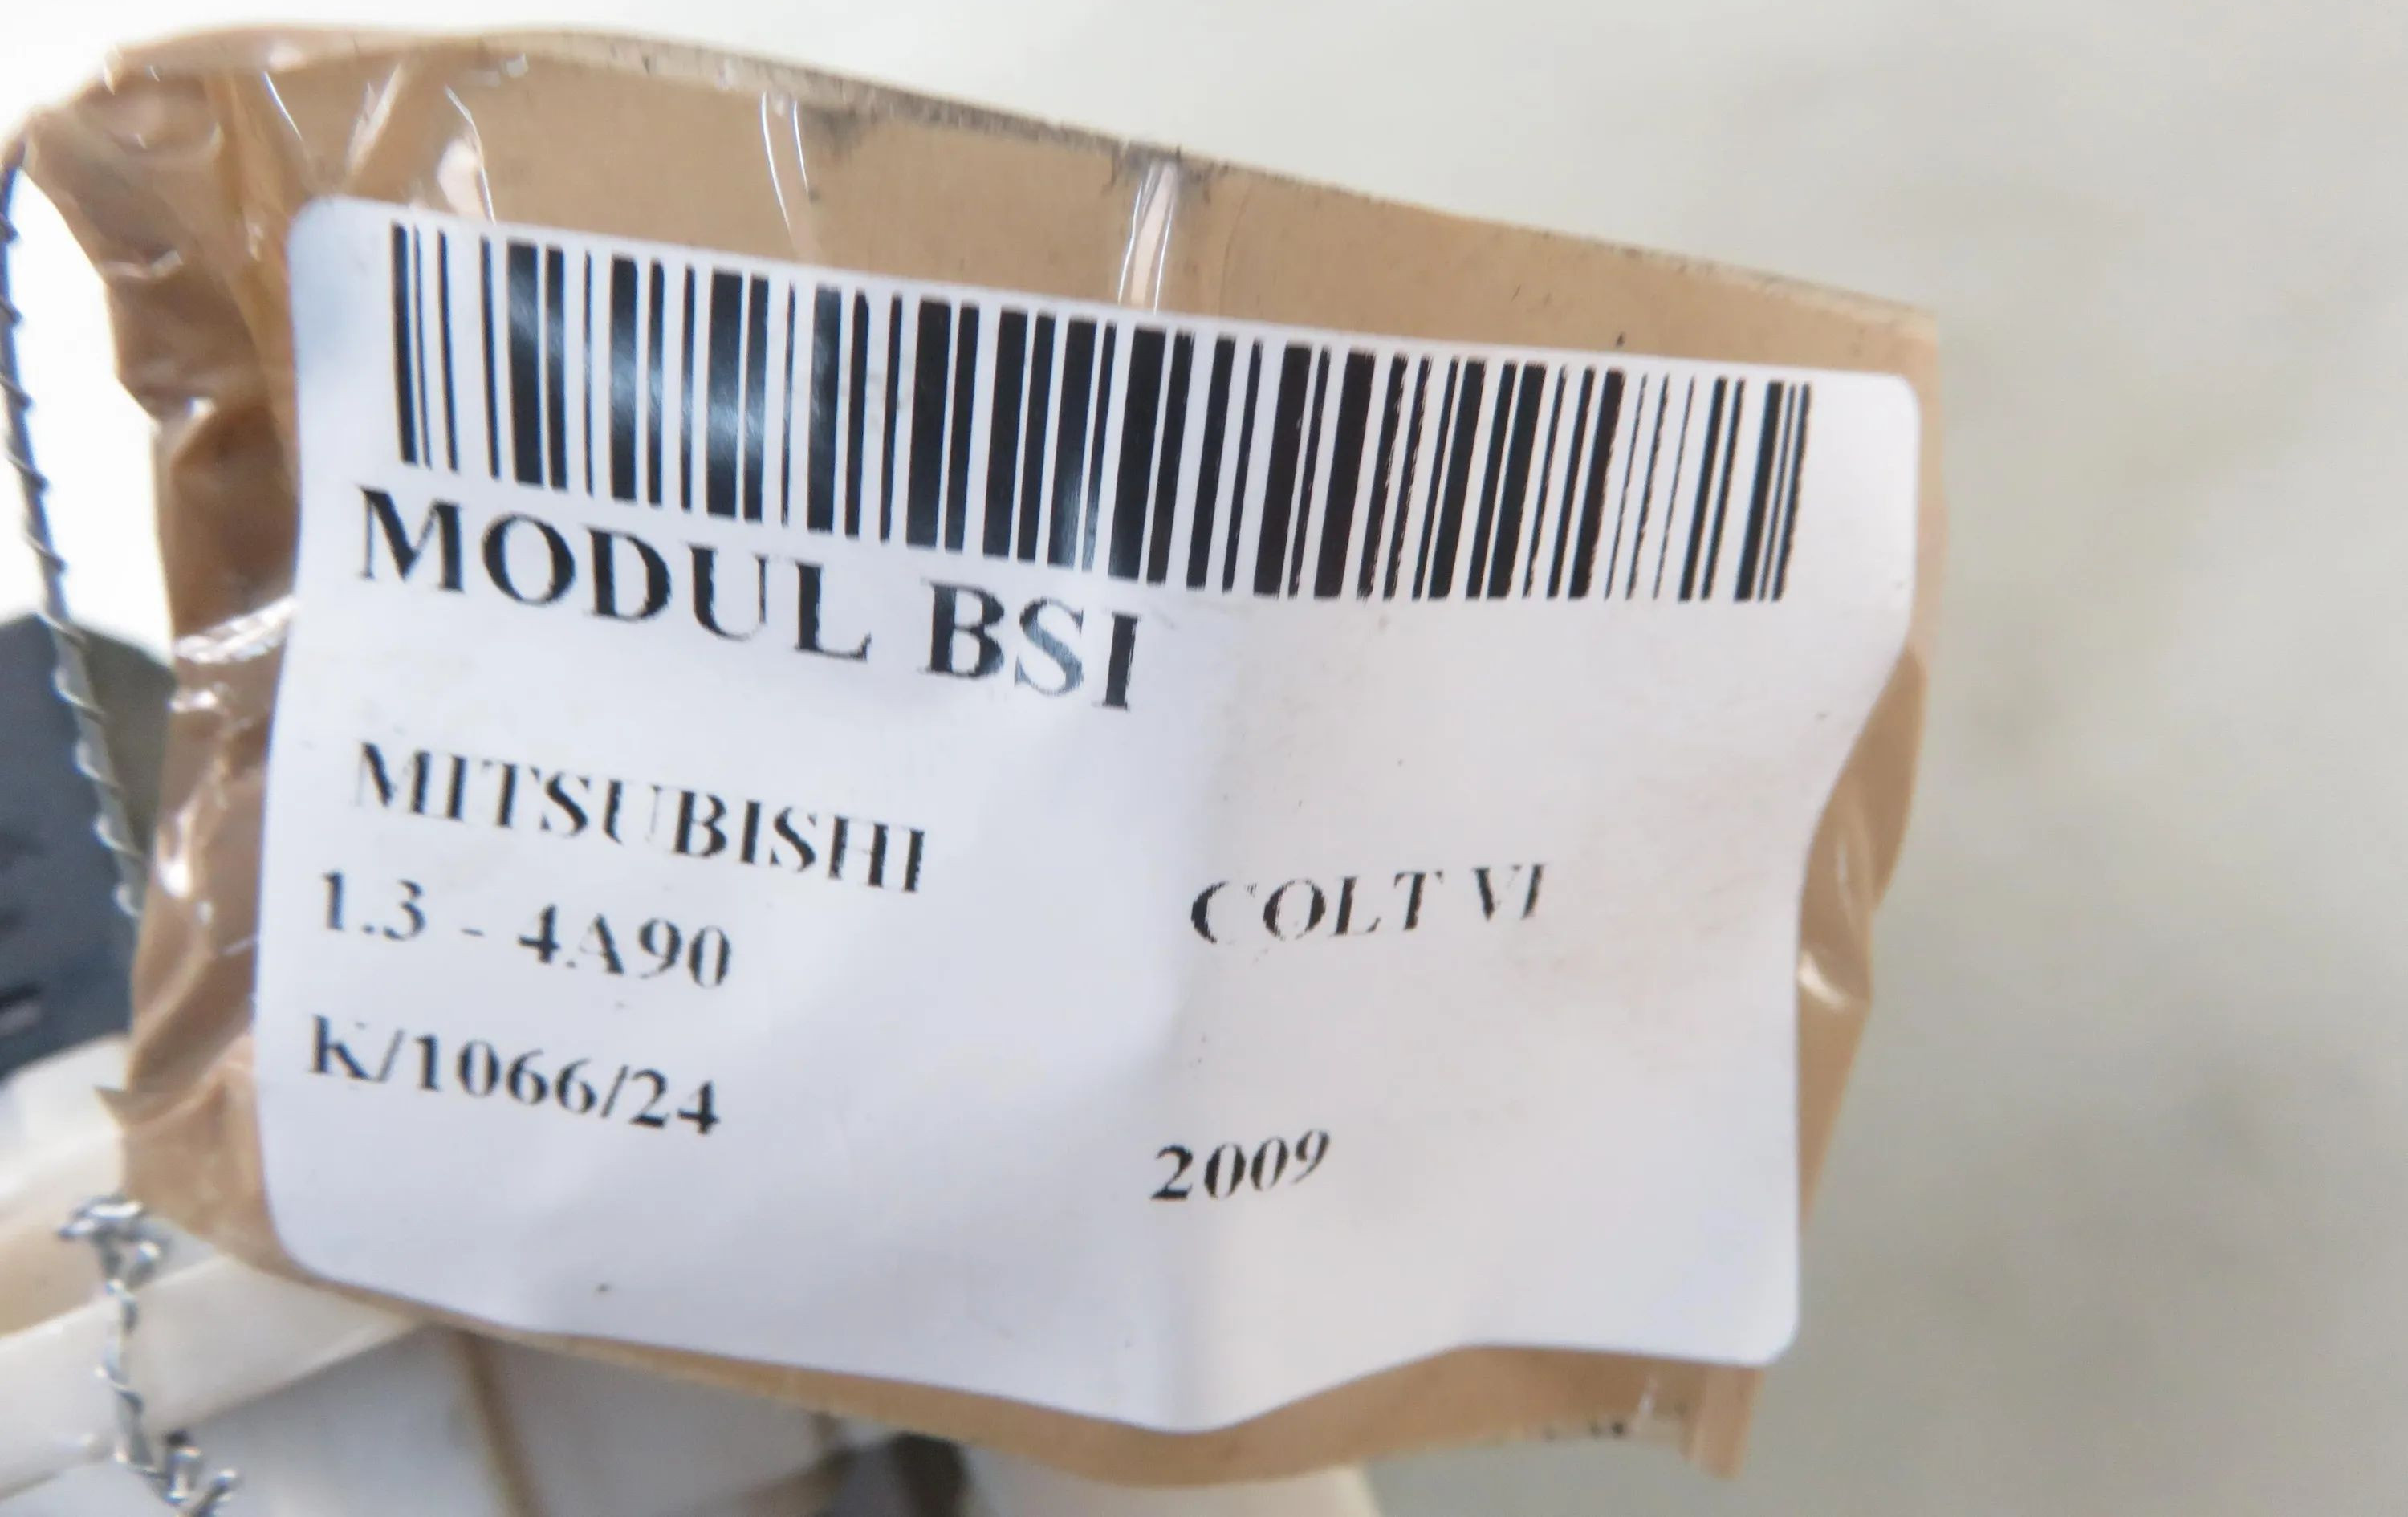 MODUL BSI
MITSUBISHI COLT VI
1.3 - 4A90
K/1066/24 2009